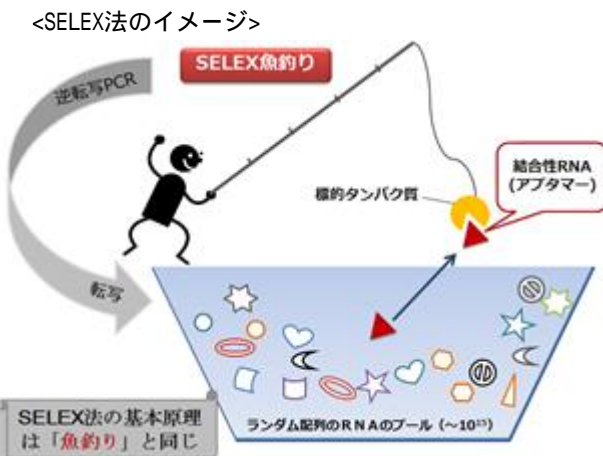 <SELEX法のイメージ>
SELEX魚釣り
逆転写PCR
標的タンパク質
結合性RNA
(アプタマー)
転写
ランダム配列のRNAのプール（～10¹⁵）
SELEX法の基本原理
は「魚釣り」と同じ